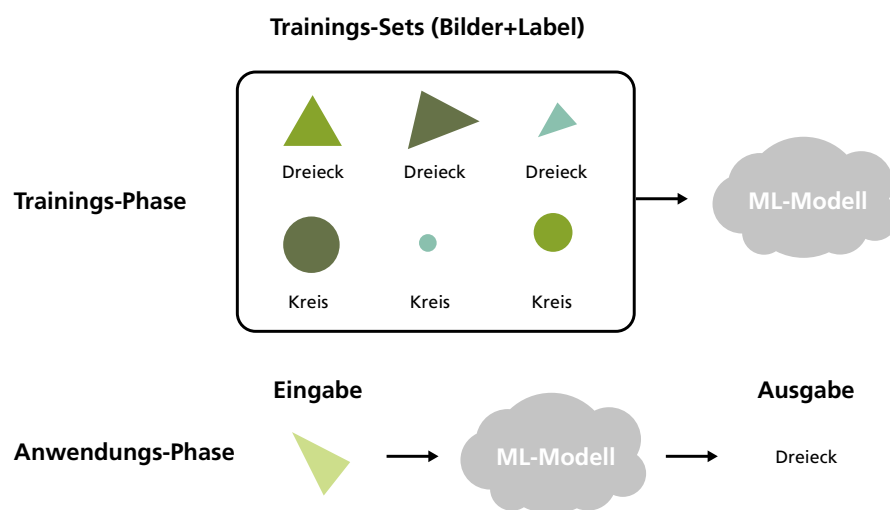 Trainings-Sets (Bilder+Label)
Dreieck Dreieck Dreieck
Trainings-Phase
ML-Modell
Kreis Kreis Kreis
Eingabe
Ausgabe
Anwendungs-Phase
ML-Modell
Dreieck